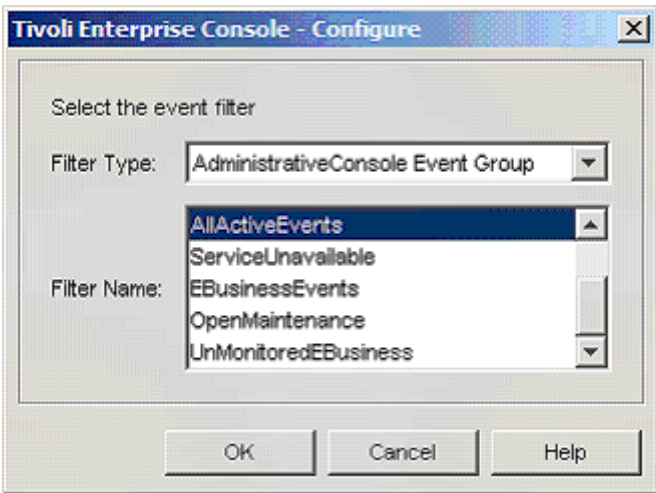 Tivoli Enterprise Console - Configure
Select the event filter
Filter Type: AdministrativeConsole Event Group
Filter Name:
AllActiveEvents
ServiceUnavailable
EBusinessEvents
OpenMaintenance
UnMonitoredEBusiness
OK Cancel Help